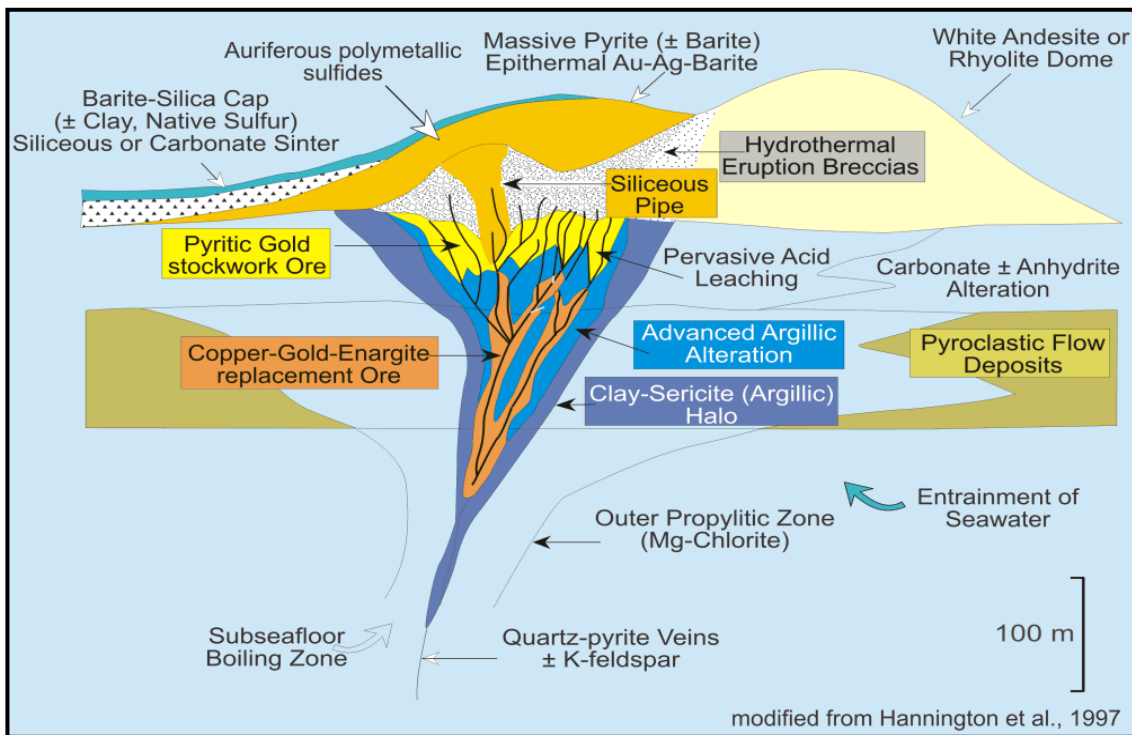 Auriferous polymetallic
sulfides
Massive Pyrite (± Barite)
Epithermal Au-Ag-Barite
White Andesite or
Rhyolite Dome
Barite-Silica Cap
(± Clay, Native Sulfur)
Siliceous or Carbonate Sinter
Hydrothermal
Eruption Breccias
Siliceous
Pipe
Pyritic Gold
stockwork Ore
Pervasive Acid
Leaching
Carbonate ± Anhydrite
Alteration
Copper-Gold-Enargite
replacement Ore
Advanced Argillic
Alteration
Pyroclastic Flow
Deposits
Clay-Sericite (Argillic)
Halo
Entrainment of
Seawater
Outer Propylitic Zone
(Mg-Chlorite)
Subseafloor
Boiling Zone
Quartz-pyrite Veins
± K-feldspar
100 m
modified from Hannington et al., 1997